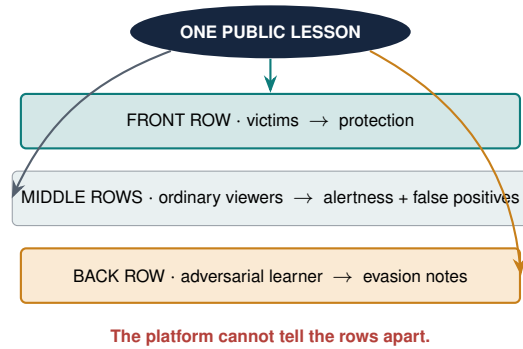 ONE PUBLIC LESSON
FRONT ROW · victims → protection
MIDDLE ROWS · ordinary viewers → alertness + false positives
BACK ROW · adversarial learner → evasion notes
The platform cannot tell the rows apart.